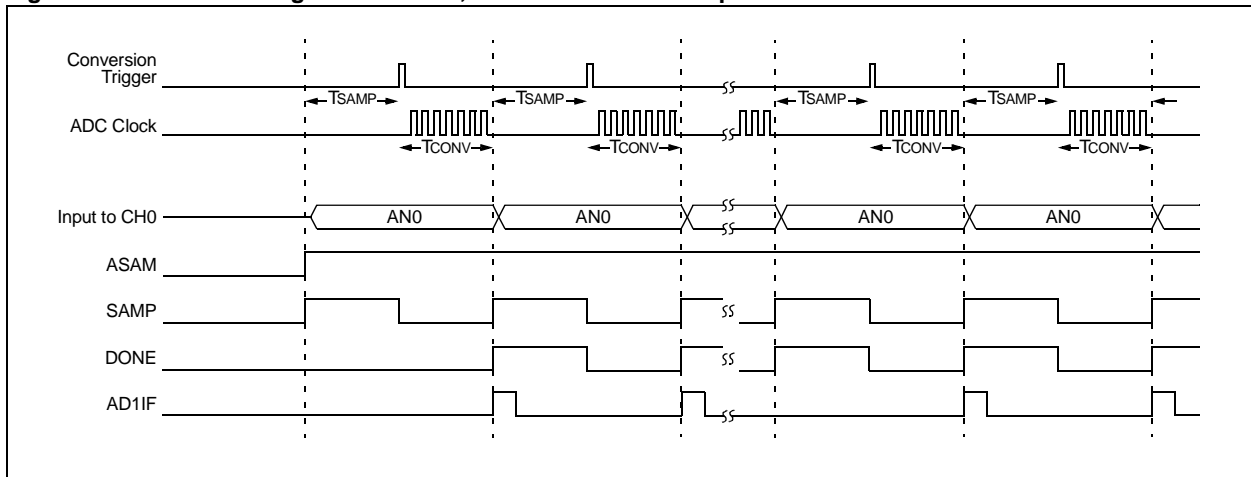 Conversion
Trigger
TSAMP TSAMP TSAMP TSAMP
ADC Clock
TCONV TCONV TCONV TCONV
Input to CH0 AN0 AN0 AN0 AN0
ASAM
SAMP
DONE
AD1IF